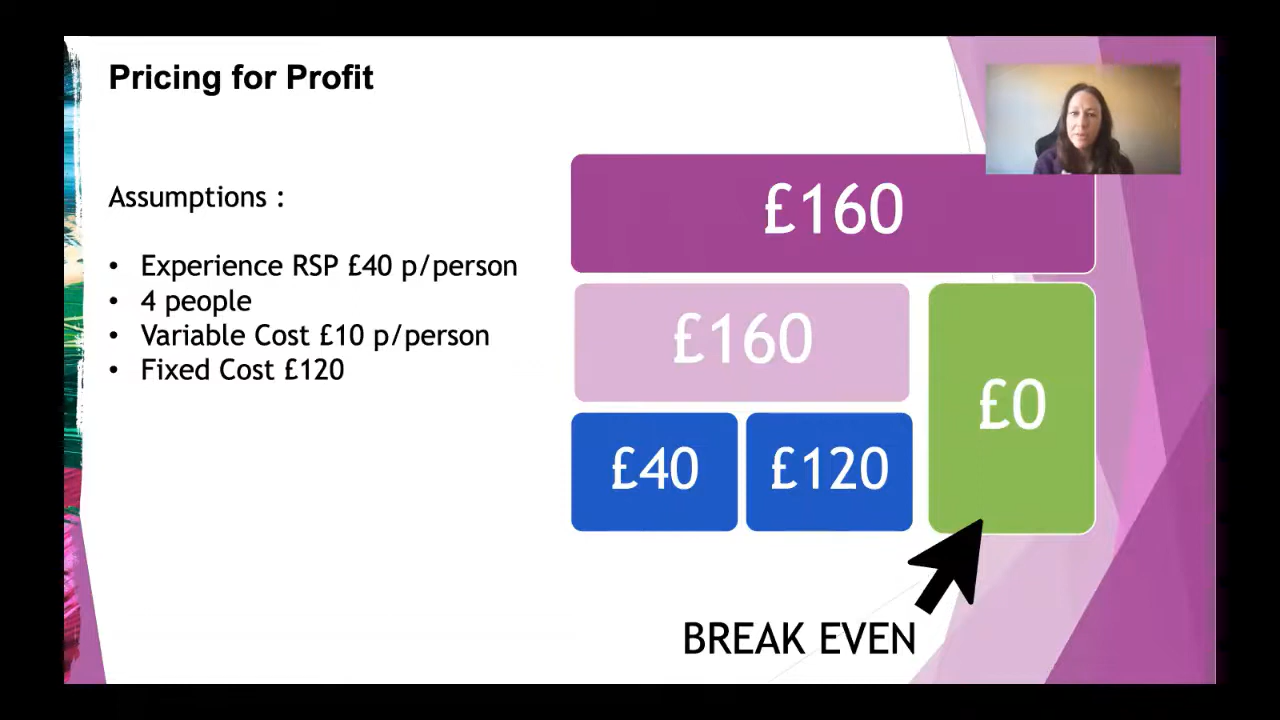 Pricing for Profit
Assumptions :
• Experience RSP £40 p/person
• 4 people
• Variable Cost £10 p/person
• Fixed Cost £120
£160
£160
£0
£40
£120
BREAK EVEN